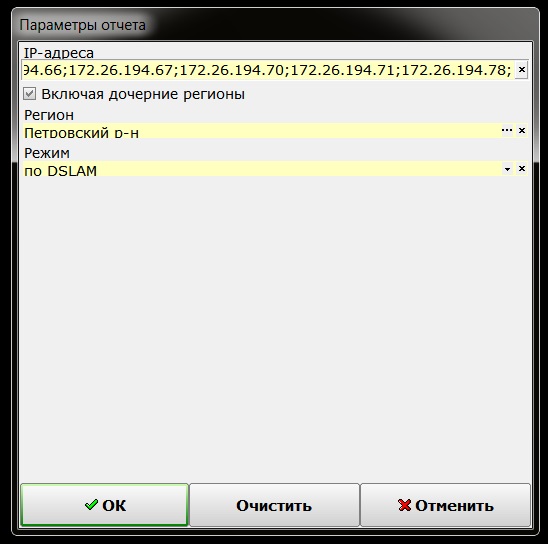 Параметры отчета
IP-адреса
94.66;172.26.194.67;172.26.194.70;172.26.194.71;172.26.194.78;
Включая дочерние регионы
Регион
Петровский р-н
Режим
по DSLAM
OK Очистить Отменить